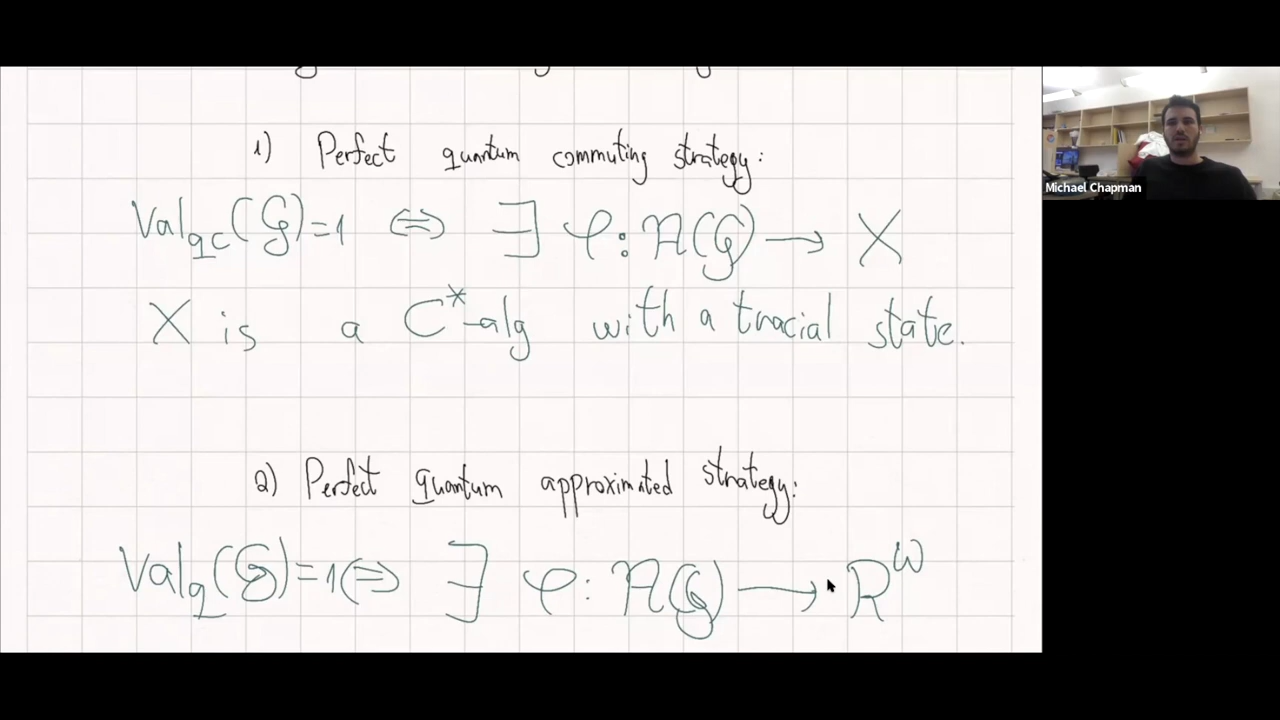 1) Perfect quantum commuting strategy:
Val_qc(G)=1 ⇔ ∃ φ: A(G) → X
X is a C*-alg with a tracial state.
2) Perfect quantum approximated strategy:
Val_q(G)=1 ⇔ ∃ φ: A(G) → R^ω
Michael Chapman